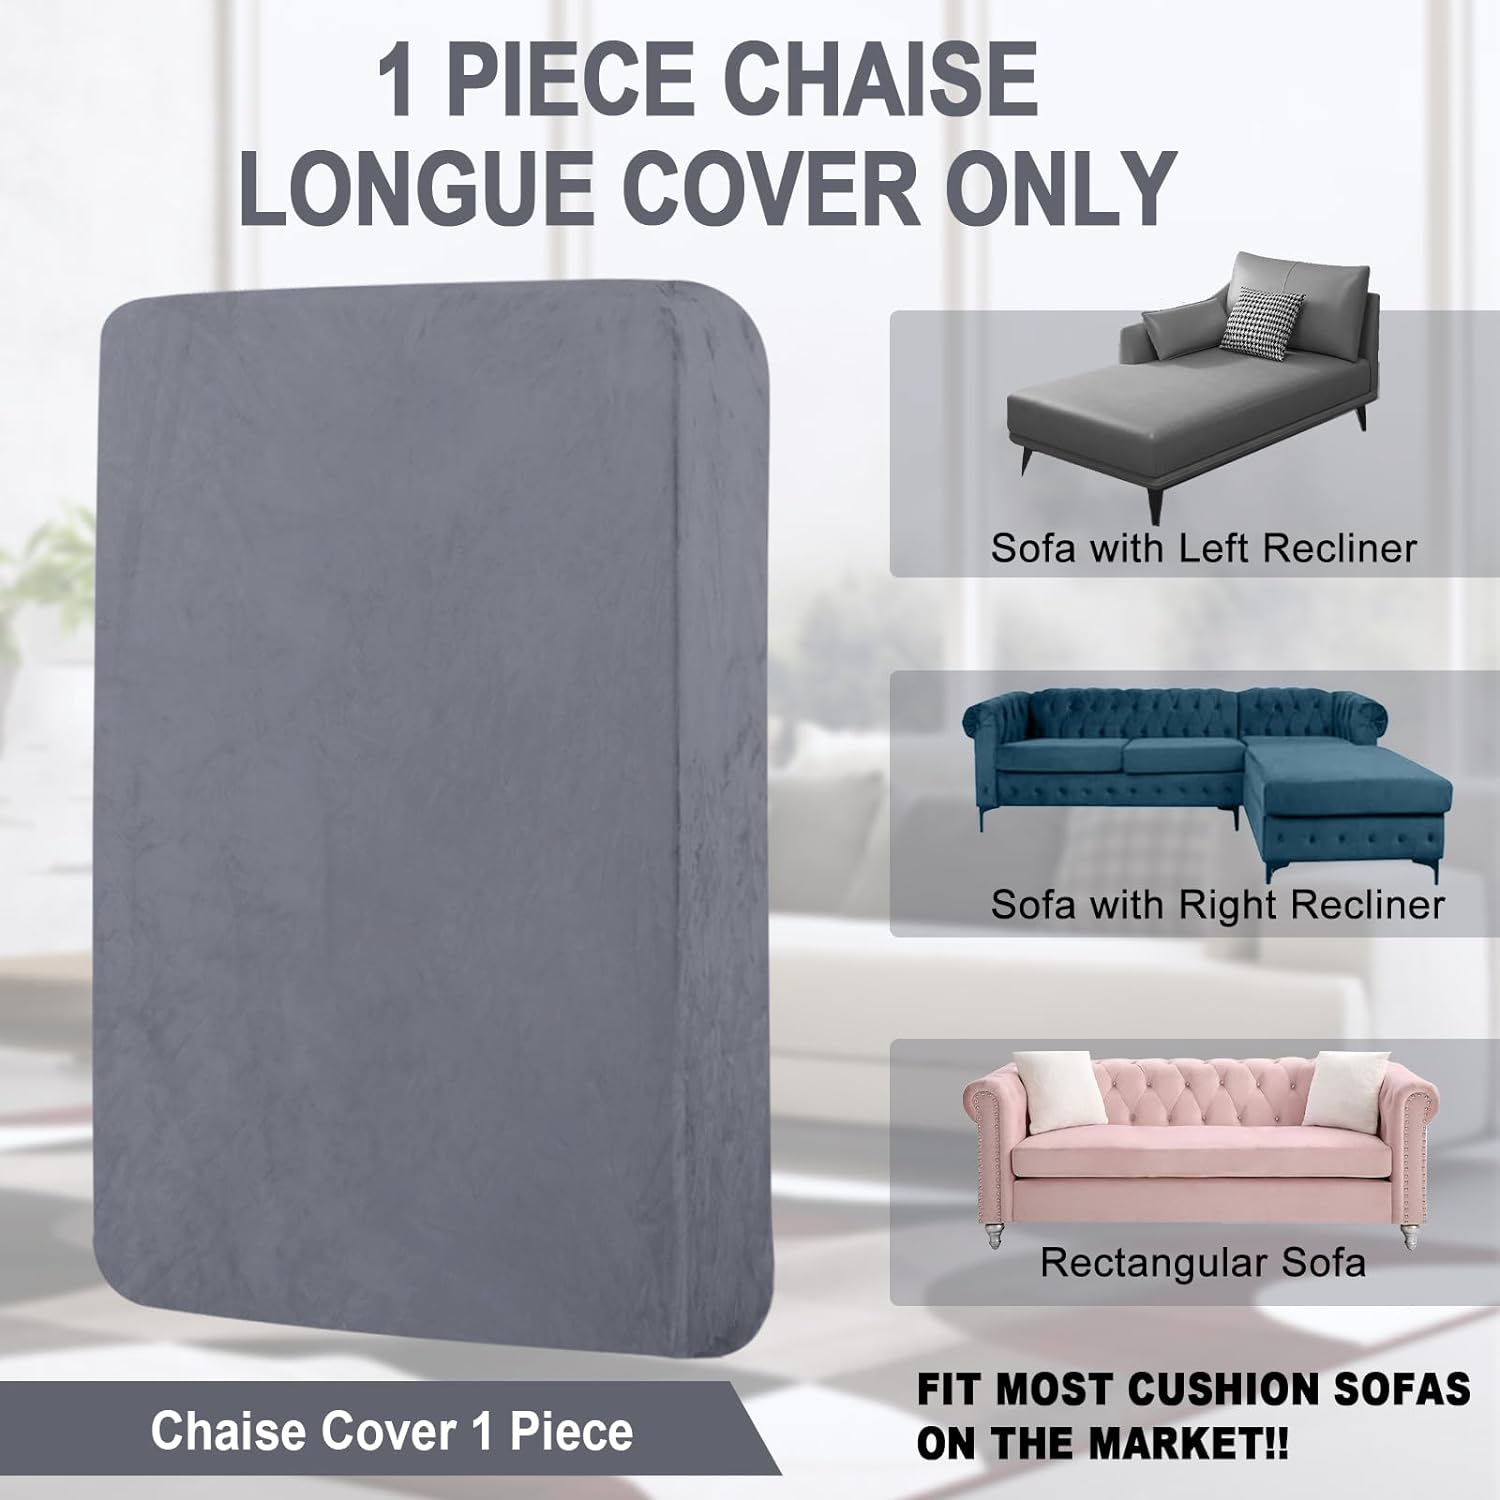 1 PIECE CHAISE
LONGUE COVER ONLY
Sofa with Left Recliner
Sofa with Right Recliner
Rectangular Sofa
Chaise Cover 1 Piece
FIT MOST CUSHION SOFAS
ON THE MARKET!!